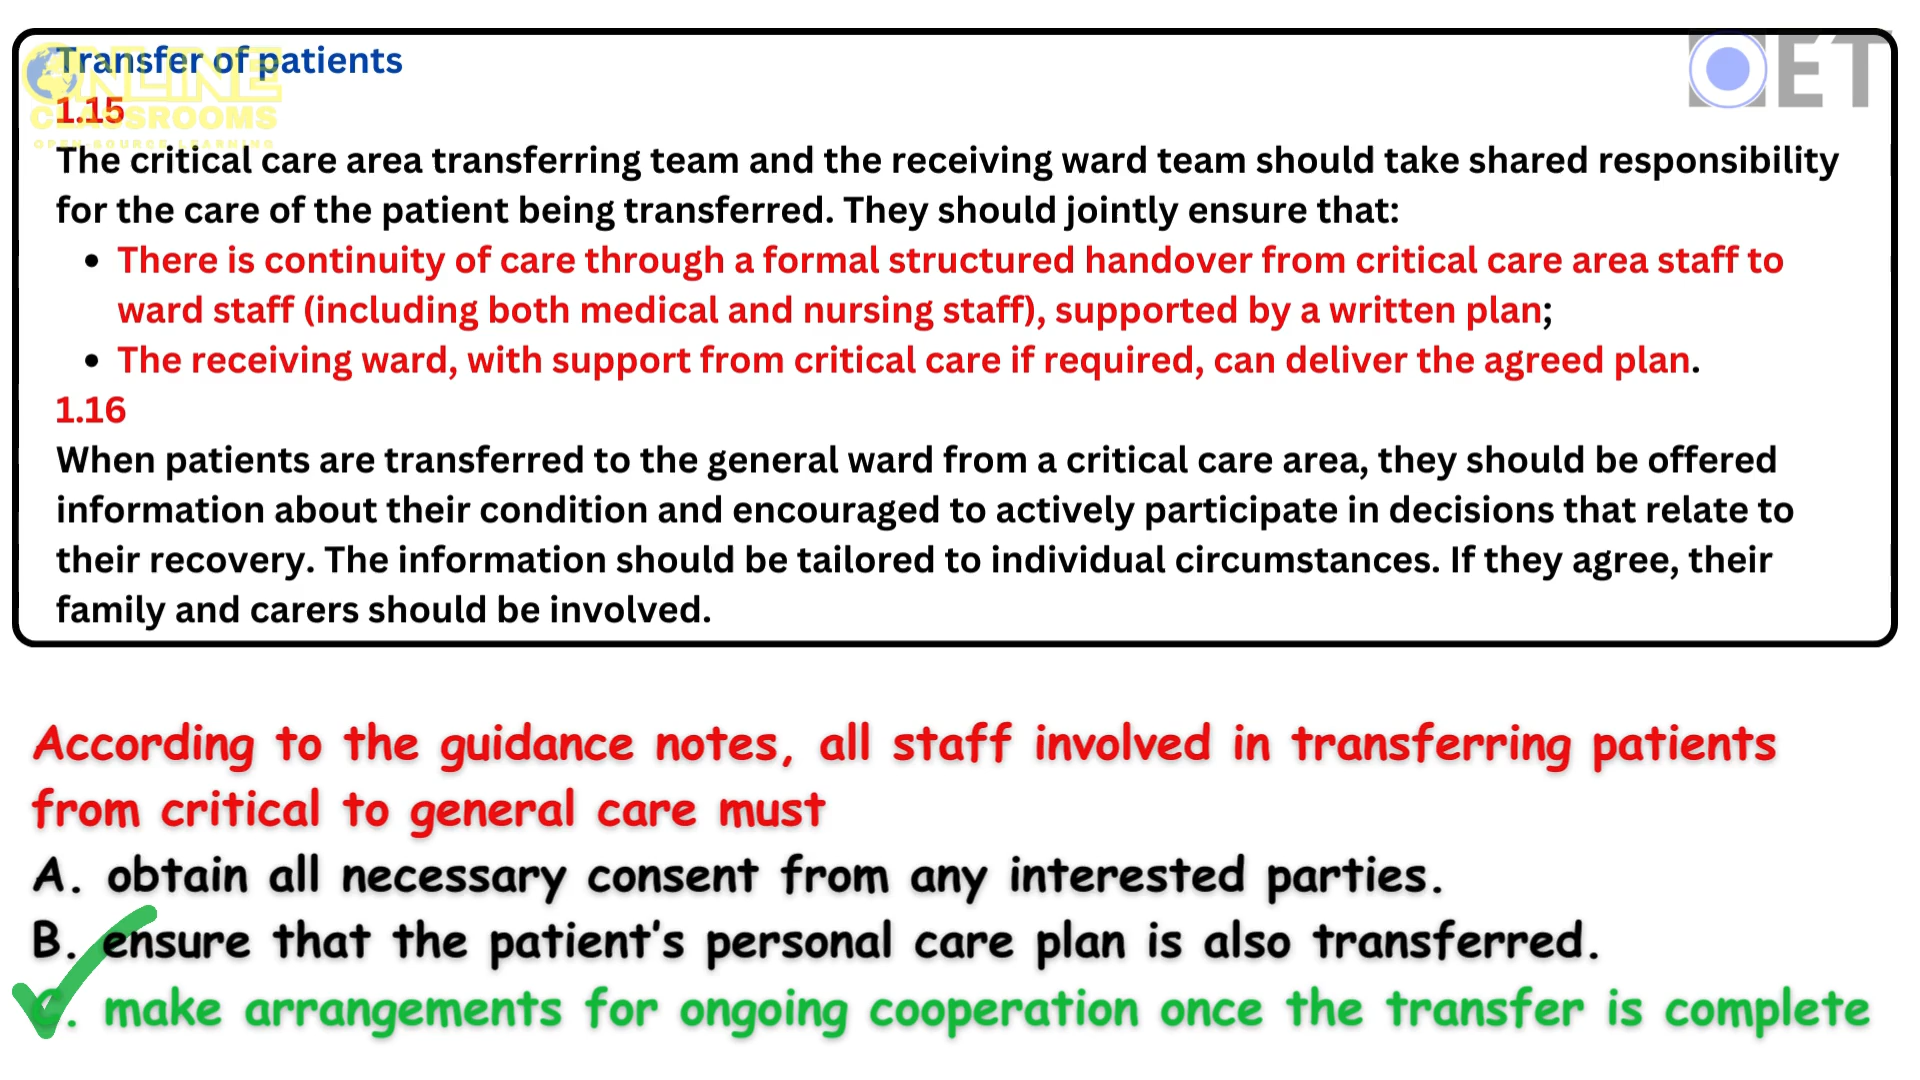 Transfer of patients
ONLINE
1.15
CLASSROOMS
OPEN SOURCE LEARNING
OET
The critical care area transferring team and the receiving ward team should take shared responsibility
for the care of the patient being transferred. They should jointly ensure that:
• There is continuity of care through a formal structured handover from critical care area staff to
ward staff (including both medical and nursing staff), supported by a written plan;
• The receiving ward, with support from critical care if required, can deliver the agreed plan.
1.16
When patients are transferred to the general ward from a critical care area, they should be offered
information about their condition and encouraged to actively participate in decisions that relate to
their recovery. The information should be tailored to individual circumstances. If they agree, their
family and carers should be involved.
According to the guidance notes, all staff involved in transferring patients
from critical to general care must
A. obtain all necessary consent from any interested parties.
B. ensure that the patient's personal care plan is also transferred.
C. make arrangements for ongoing cooperation once the transfer is complete